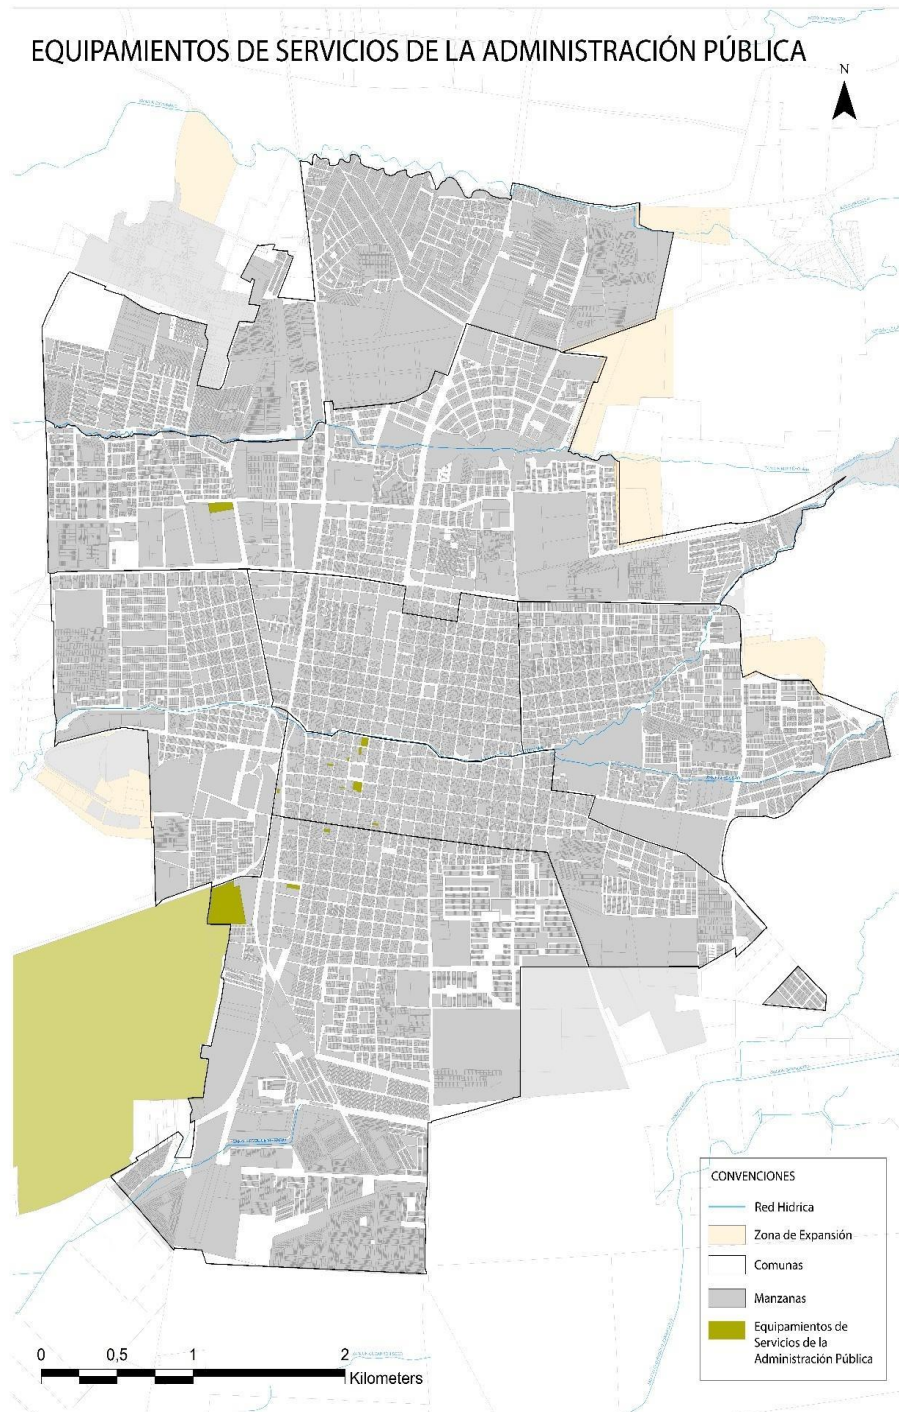 EQUIPAMIENTOS DE SERVICIOS DE LA ADMINISTRACIÓN PÚBLICA
N
CONVENCIONES
Red Hidrica
Zona de Expansión
Comunas
Manzanas
Equipamientos de
Servicios de la
Administración Pública
0 0,5 1 2
Kilometers